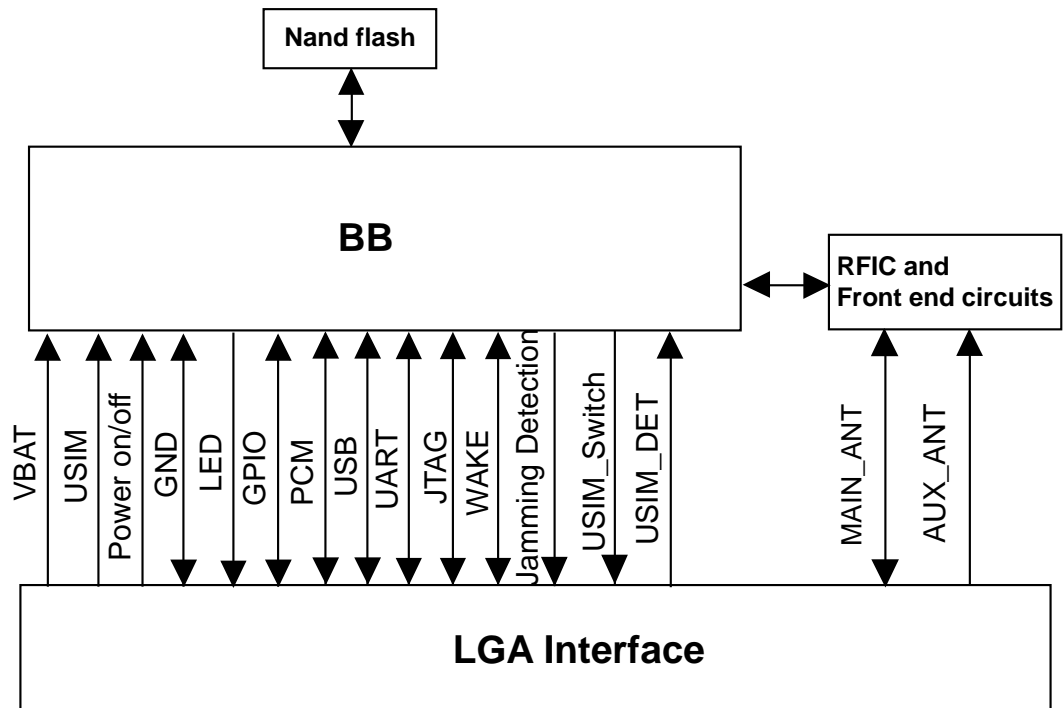 Nand flash
BB
RFIC and
Front end circuits
VBAT
USIM
Power on/off
GND
LED
GPIO
PCM
USB
UART
JTAG
WAKE
Jamming Detection
USIM_Switch
USIM_DET
MAIN_ANT
AUX_ANT
LGA Interface